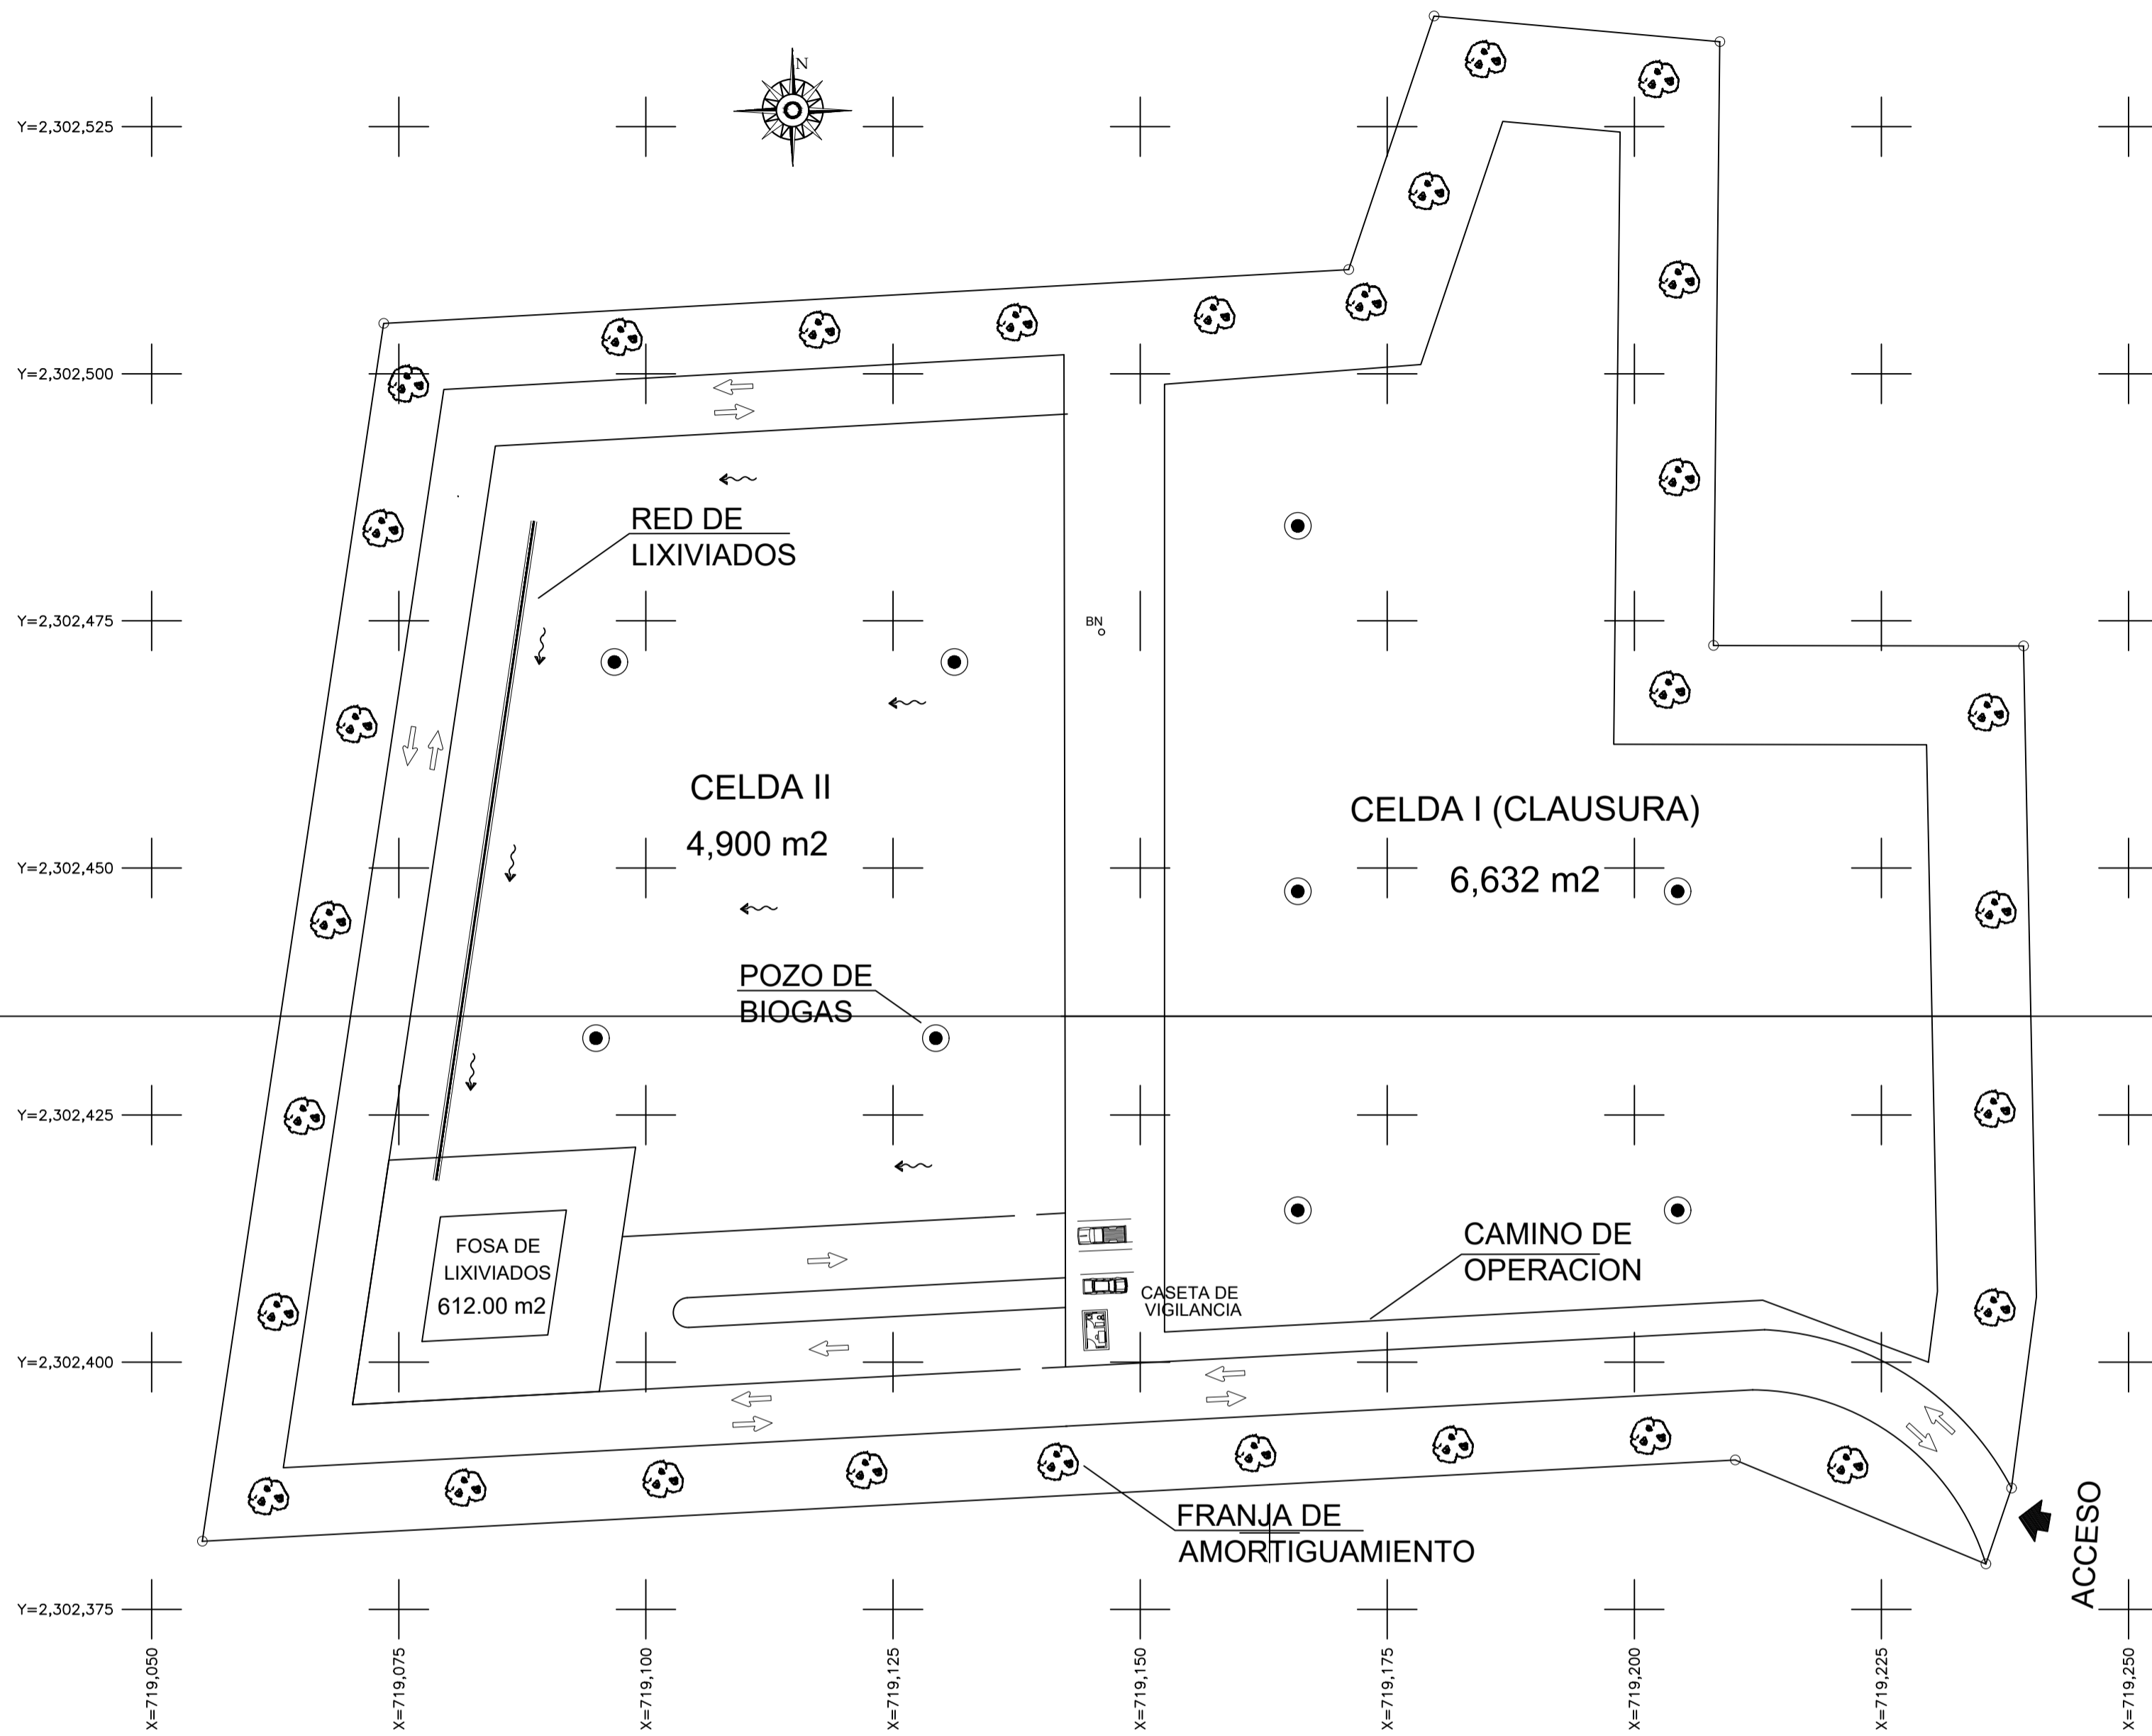 N
Y=2,302,525
Y=2,302,500
RED DE
LIXIVIADOS
Y=2,302,475
BN
CELDA II
4,900 m2
CELDA I (CLAUSURA)
6,632 m2
Y=2,302,450
POZO DE
BIOGAS
Y=2,302,425
FOSA DE
LIXIVIADOS
612.00 m2
CASETA DE
VIGILANCIA
CAMINO DE
OPERACION
Y=2,302,400
FRANJA DE
AMORTIGUAMIENTO
ACCESO
Y=2,302,375
X=719,050
X=719,075
X=719,100
X=719,125
X=719,150
X=719,175
X=719,200
X=719,225
X=719,250